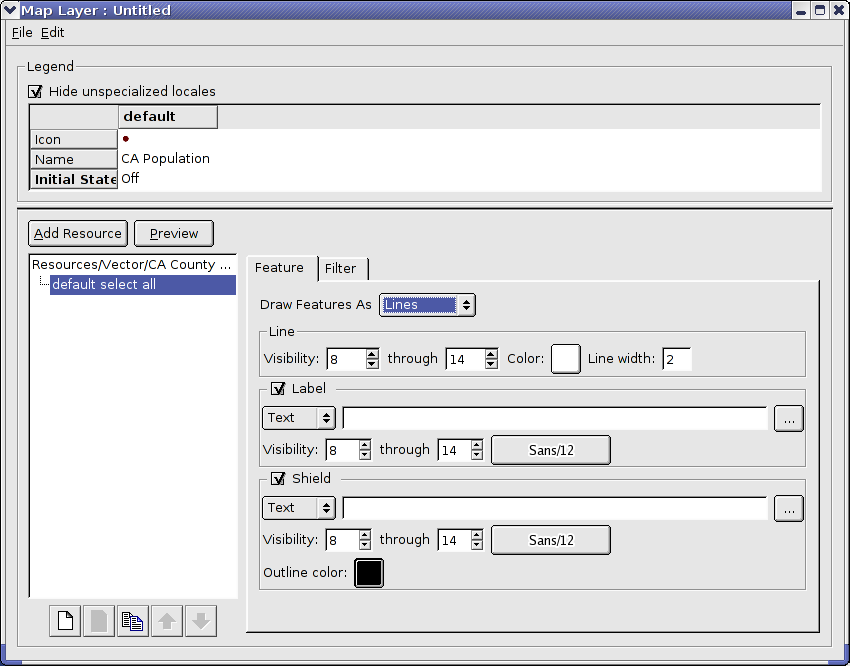 Map Layer : Untitled
File Edit
Legend
Hide unspecialized locales
default
Icon
Name CA Population
Initial State Off
Add Resource Preview
Resources/Vector/CA County ...
default select all
Feature Filter
Draw Features As Lines
Line
Visibility: 8 through 14 Color: Line width: 2
Label
Text ...
Visibility: 8 through 14 Sans/12
Shield
Text ...
Visibility: 8 through 14 Sans/12
Outline color: